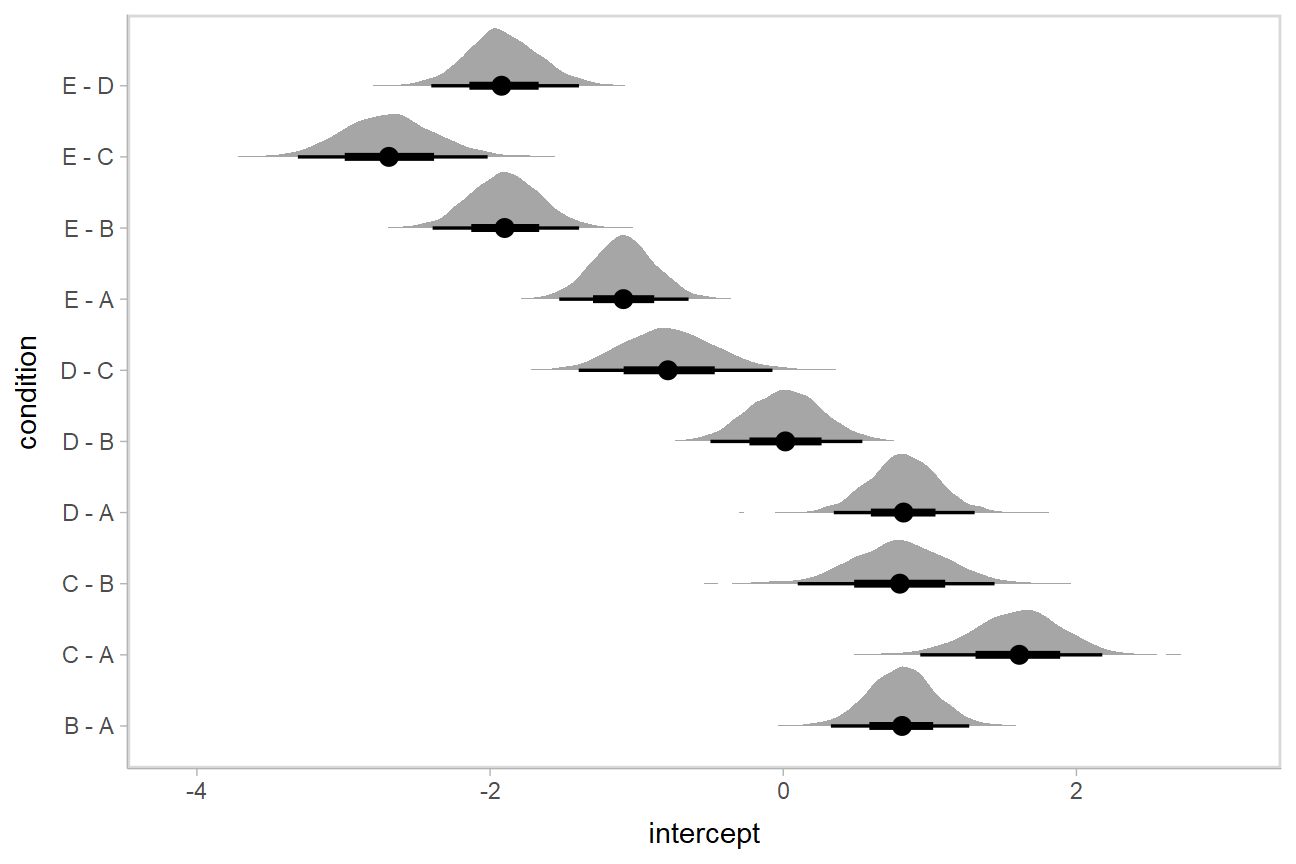 E - D
E - C
E - B
E - A
D - C
D - B
D - A
C - B
C - A
B - A
condition
-4 -2 0 2
intercept